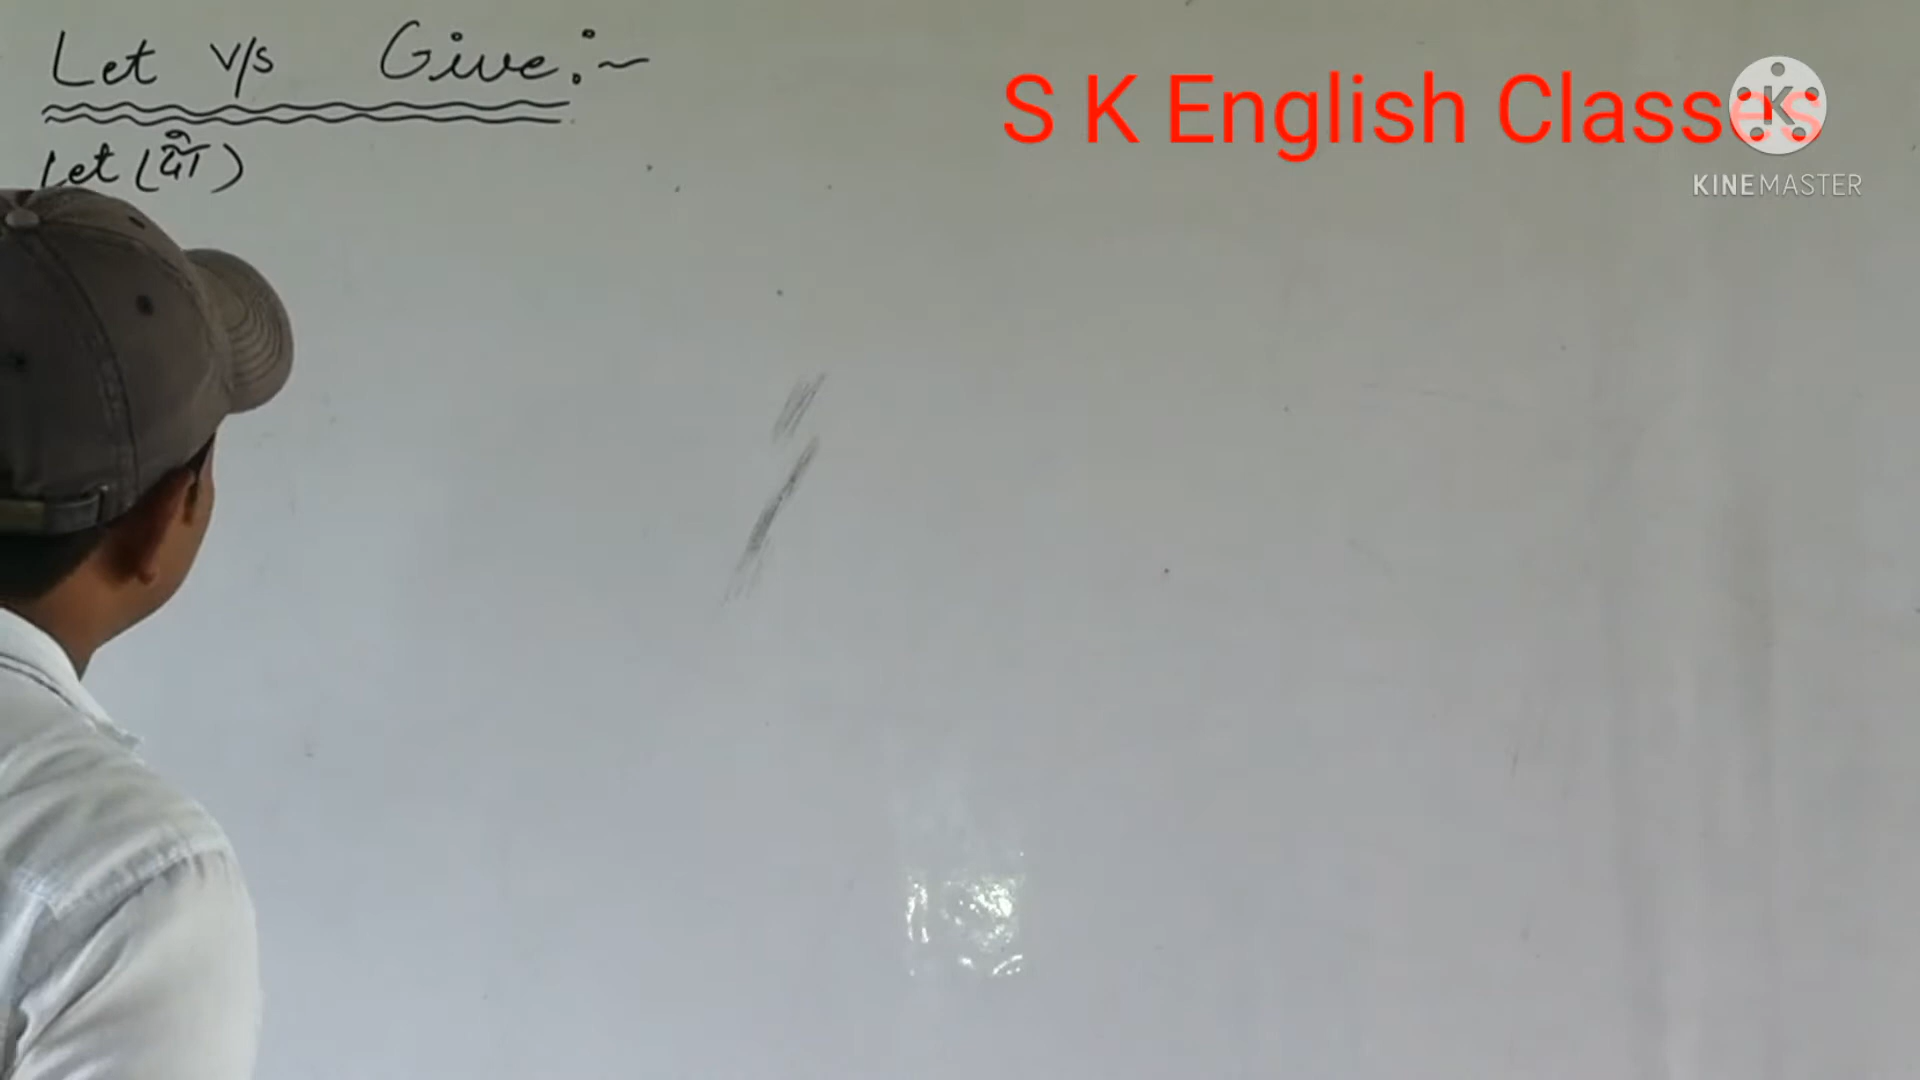 Let v/s Give:~
Let (दो)
S K English Classes
K
KINEMASTER